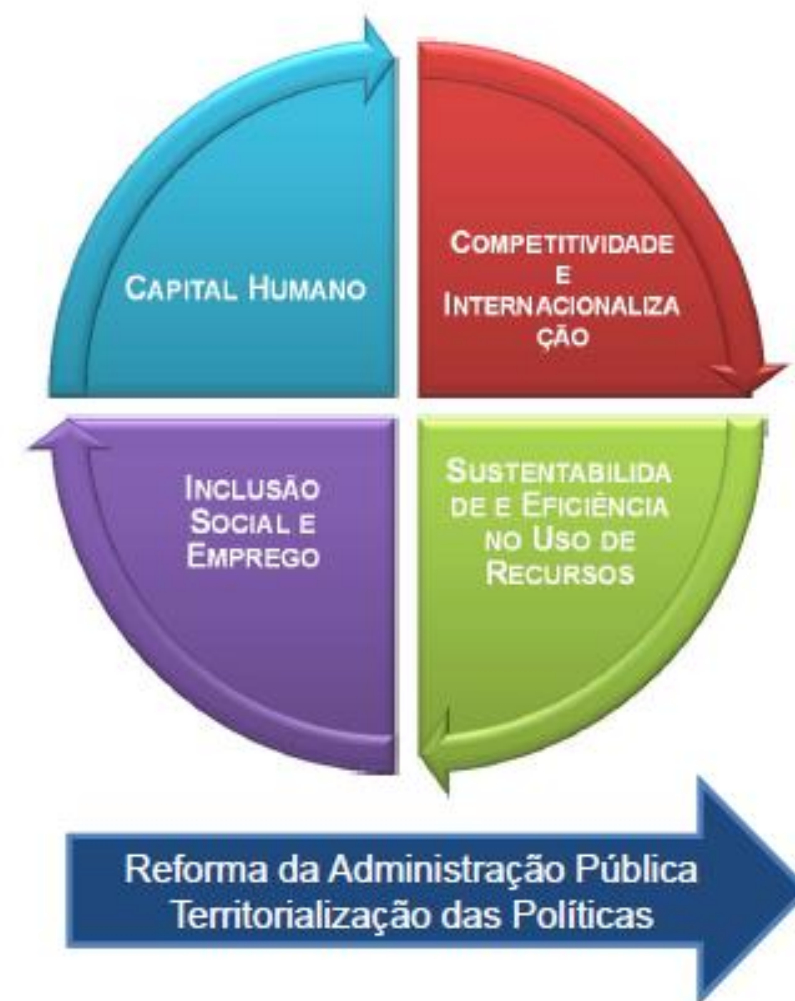 CAPITAL HUMANO
COMPETITIVIDADE
E
INTERNACIONALIZA
ÇÃO
INCLUSÃO
SOCIAL E
EMPREGO
SUSTENTABILIDA
DE E EFICIÊNCIA
NO USO DE
RECURSOS
Reforma da Administração Pública
Territorialização das Políticas